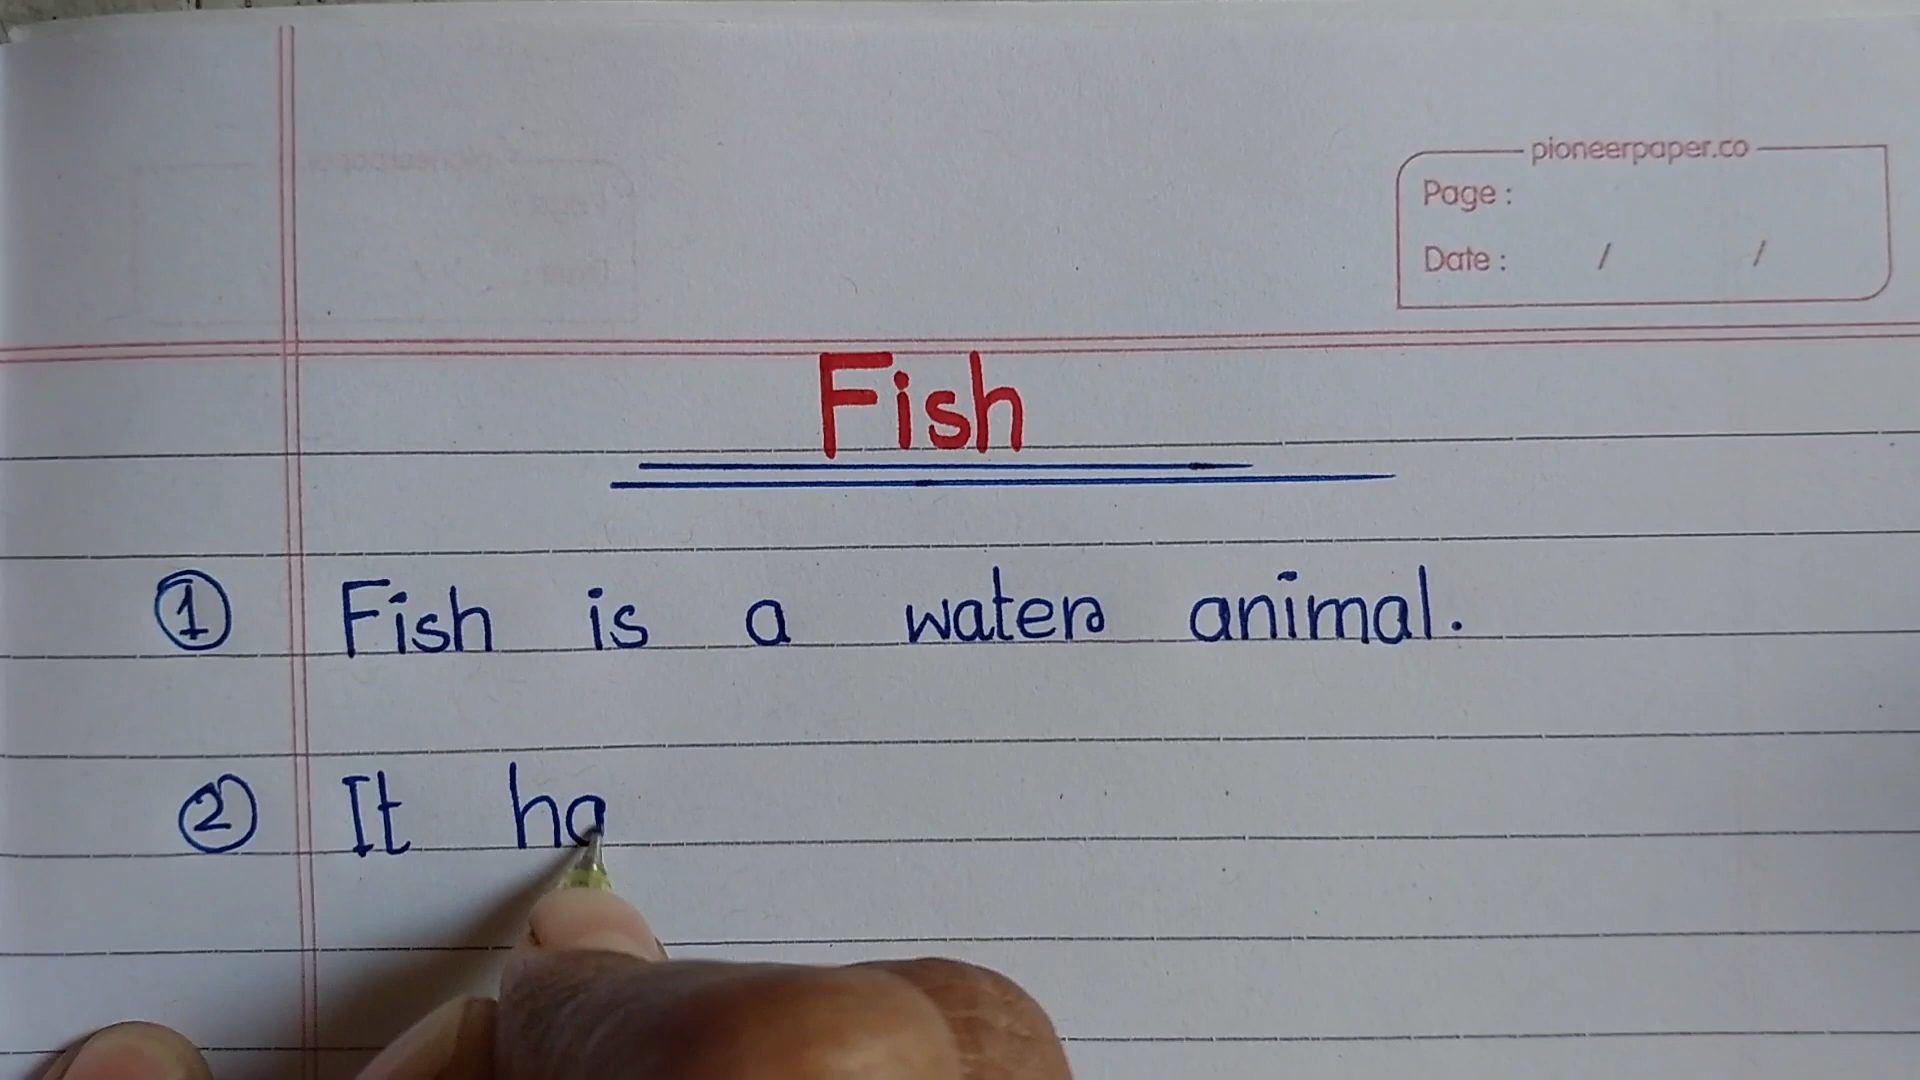 pioneerpaper.co
Page :
Date : / /
Fish
① Fish is a water animal.
② It ha